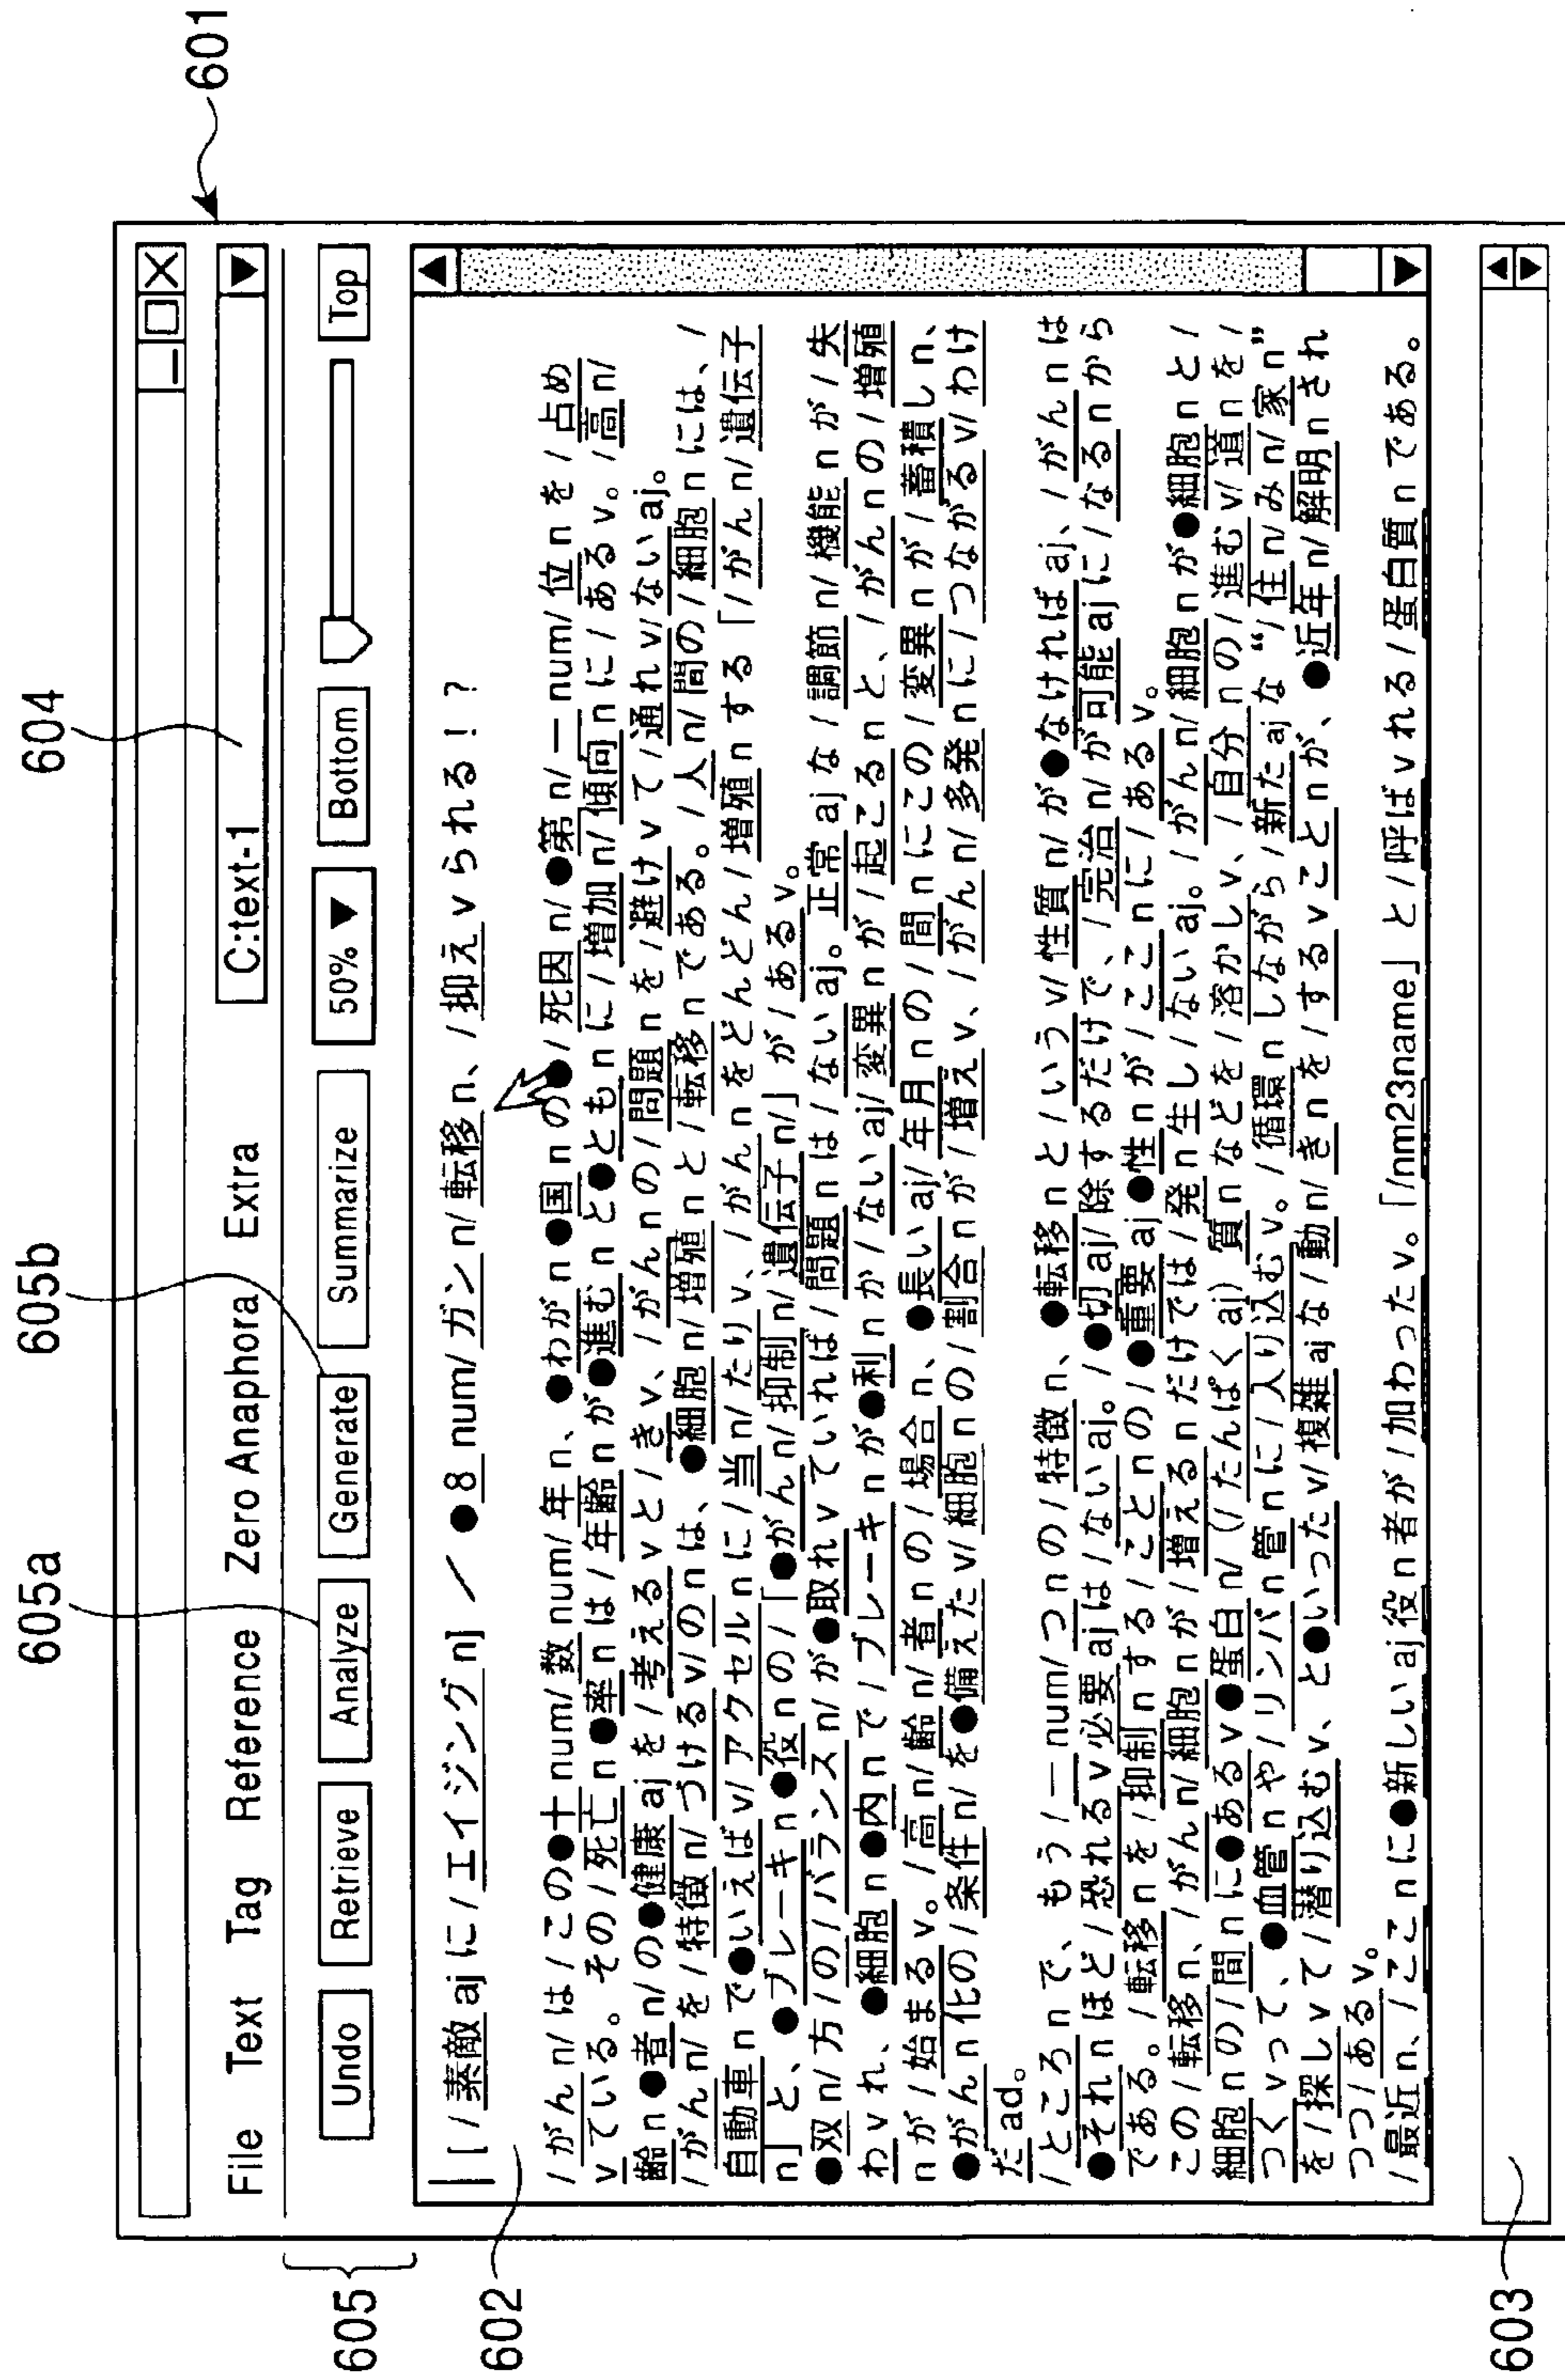 601
604
605b
605a
File Text Tag Reference Zero Anaphora Extra C:text-1
605
Undo Retrieve Analyze Generate Summarize 50% ▼ Bottom Top
602
[/素敵 aj に/エイジング n] / ●8 num/ガン n/転移 n、/抑え v られる!?
/がん n/は/この●十 num/数 num/年 n、●わが n●国 n の●/死因 n/●第 n/一 num/位 n を/占め
v ている。その/死亡 n●率 n は/年齢 n が●進む n と●とも n に/増加 n/傾向 n に/ある v。/高 n/
齢 n●者 n/の●健康 aj を/考える v と/き v、/がん n の/問題 n を/避け v て/通れ v/ない aj。
/がん n/を/特徴 n/づける v/の n は、●細胞 n/増殖 n と/転移 n である。/人 n/間の/細胞 n には、/
自動車 n で●いえば v/アクセル n に/当 n/たり v、/がん n をどんどん/増殖 n する「/がん n/遺伝子
n」と、●ブレーキ n●役 n の/「●がん n/抑制 n/遺伝子 n/」が/ある v。
●双 n/方/の/バランス n/が●取れ v ていれば/問題 n は/ない aj。正常 aj な/調節 n/機能 n が/失
わ v れ、●細胞 n●内 n で/ブレーキ n が●利 n か/ない aj/変異 n が/起こる n と、/がん n の/増殖
n が/始まる v。/高 n/齢 n/者 n の/場合 n、●長い aj/年月 n の/間 n にこの/変異 n が/蓄積し n、
●がん n 化の/条件 n/を●備えた v/細胞 n の/割合 n が/増え v、/がん n/多発 n に/つながる v/わけ
だ ad。
/ところ n で、もう/一 num/つ n の/特徴 n、●転移 n と/いう v/性質 n/が●なければ aj、/がん n は
●それ n ほど/恐れる v 必要 aj は/ない aj。/●切 aj/除するだけで、/完治 n/が可能 aj に/なる n から
である。/転移 n を/抑制 n する/こと n の/●重要 aj●性 n が/ここ n に/ある v。
この/転移 n、/がん n/細胞 n が/増える n だけでは/発 n 生し/ない aj。/がん n/細胞 n が●細胞 n と/
細胞 n の/間 n に●ある v●蛋白 n/(/たんぱく aj) 質 n などを/溶かし v、/自分 n の/進む v/道 n を/
つく v って、●血管 n や/リンパ n 管 n に/入り込む v。/循環 n しながら/新た aj な“/住 n/み n/家 n”
を/探し v て/潜り込む v、と●いった v/複雑 aj な/動 n/き n を/する v こと n が、●近年 n/解明 n され
つつ/ある v。
/最近 n、/ここ n に●新しい aj 役 n 者が/加わった v。「/nm23name」と/呼ば v れる/蛋白質 n である。
603